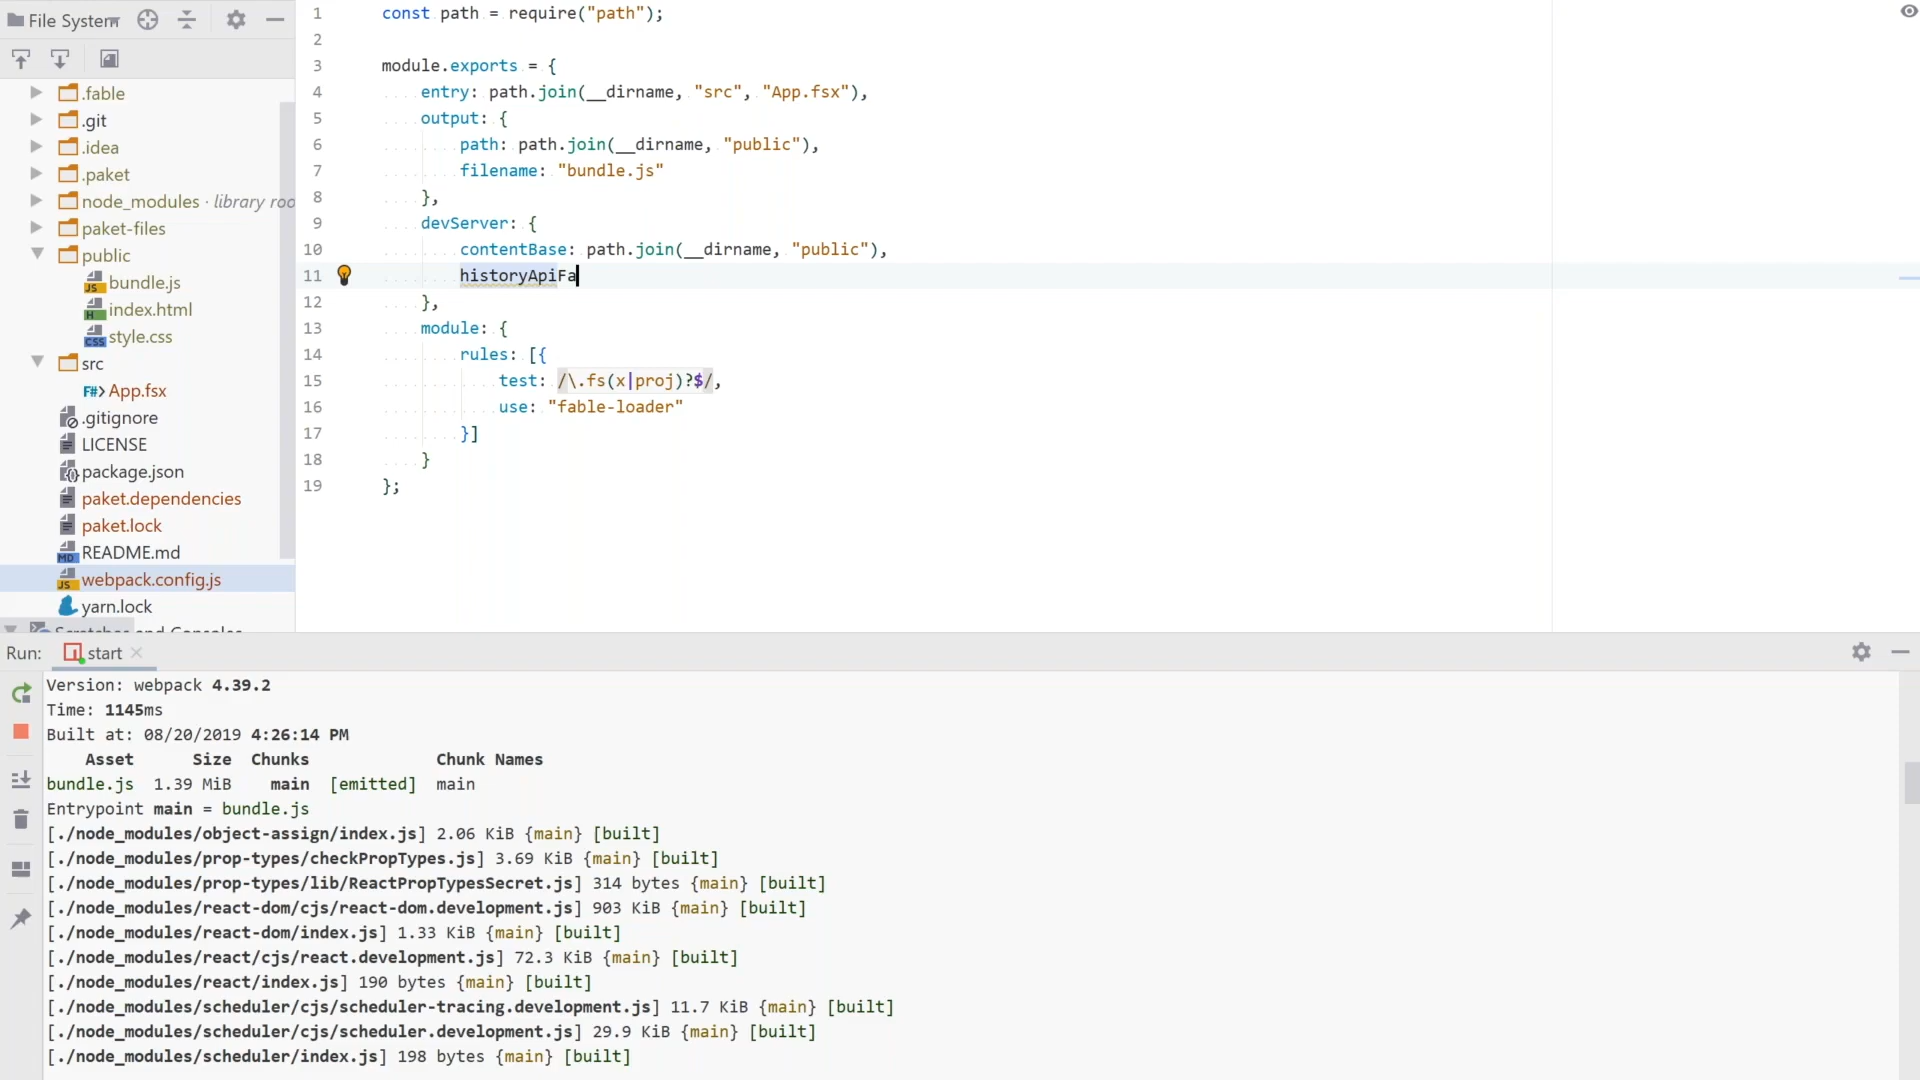 File System
.fable
.git
.idea
.paket
node_modules · library roo
paket-files
public
bundle.js
index.html
style.css
src
App.fsx
.gitignore
LICENSE
package.json
paket.dependencies
paket.lock
README.md
webpack.config.js
yarn.lock
Scratches and Consoles
1 const path = require("path");
2
3 module.exports = {
4 entry: path.join(__dirname, "src", "App.fsx"),
5 output: {
6 path: path.join(__dirname, "public"),
7 filename: "bundle.js"
8 },
9 devServer: {
10 contentBase: path.join(__dirname, "public"),
11 historyApiFa
12 },
13 module: {
14 rules: [{
15 test: /\.fs(x|proj)?$/,
16 use: "fable-loader"
17 }]
18 }
19 };
Run: start
Version: webpack 4.39.2
Time: 1145ms
Built at: 08/20/2019 4:26:14 PM
Asset Size Chunks Chunk Names
bundle.js 1.39 MiB main [emitted] main
Entrypoint main = bundle.js
[./node_modules/object-assign/index.js] 2.06 KiB {main} [built]
[./node_modules/prop-types/checkPropTypes.js] 3.69 KiB {main} [built]
[./node_modules/prop-types/lib/ReactPropTypesSecret.js] 314 bytes {main} [built]
[./node_modules/react-dom/cjs/react-dom.development.js] 903 KiB {main} [built]
[./node_modules/react-dom/index.js] 1.33 KiB {main} [built]
[./node_modules/react/cjs/react.development.js] 72.3 KiB {main} [built]
[./node_modules/react/index.js] 190 bytes {main} [built]
[./node_modules/scheduler/cjs/scheduler-tracing.development.js] 11.7 KiB {main} [built]
[./node_modules/scheduler/cjs/scheduler.development.js] 29.9 KiB {main} [built]
[./node_modules/scheduler/index.js] 198 bytes {main} [built]